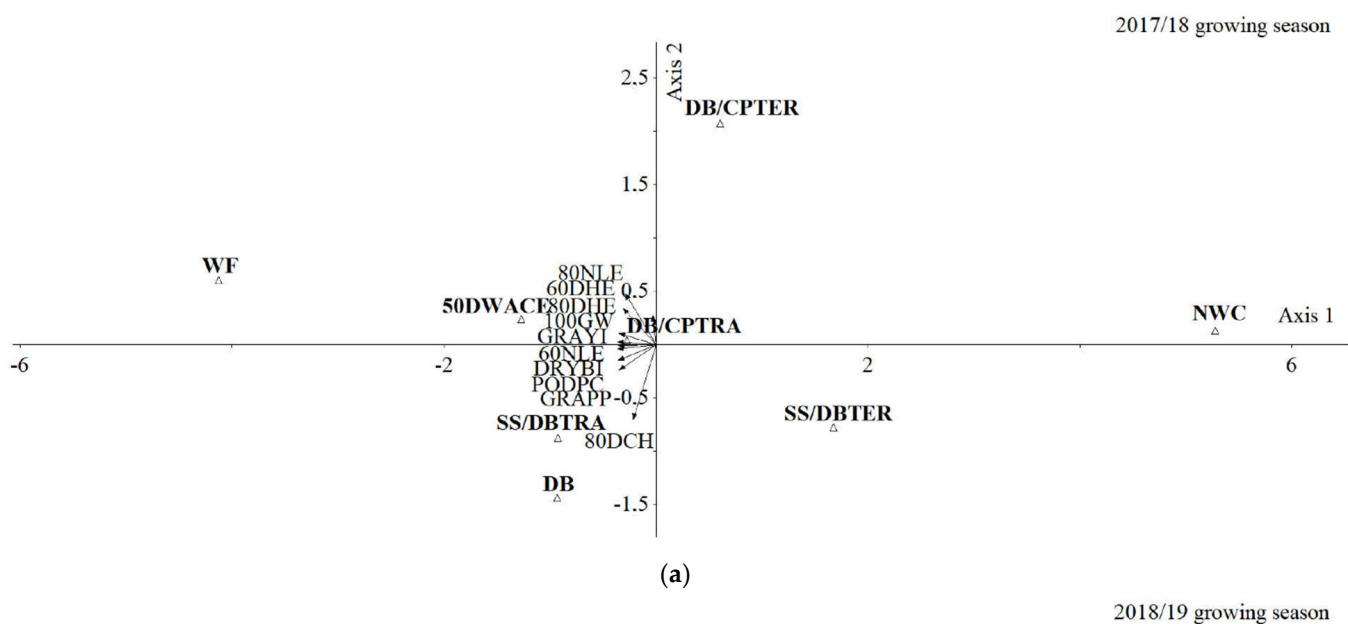 2017/18 growing season
Axis 2
2.5
DB/CPTER
1.5
WF
80NLE
60DHE
0.5
50DWACE
80DHE
100GW
DB/CPTRA
NWC
Axis 1
GRAYI
-6
-2
2
6
60NLE
DRYBI
PODPC
GRAPP
-0.5
SS/DBTRA
SS/DBTER
80DCH
DB
-1.5
(a)
2018/19 growing season